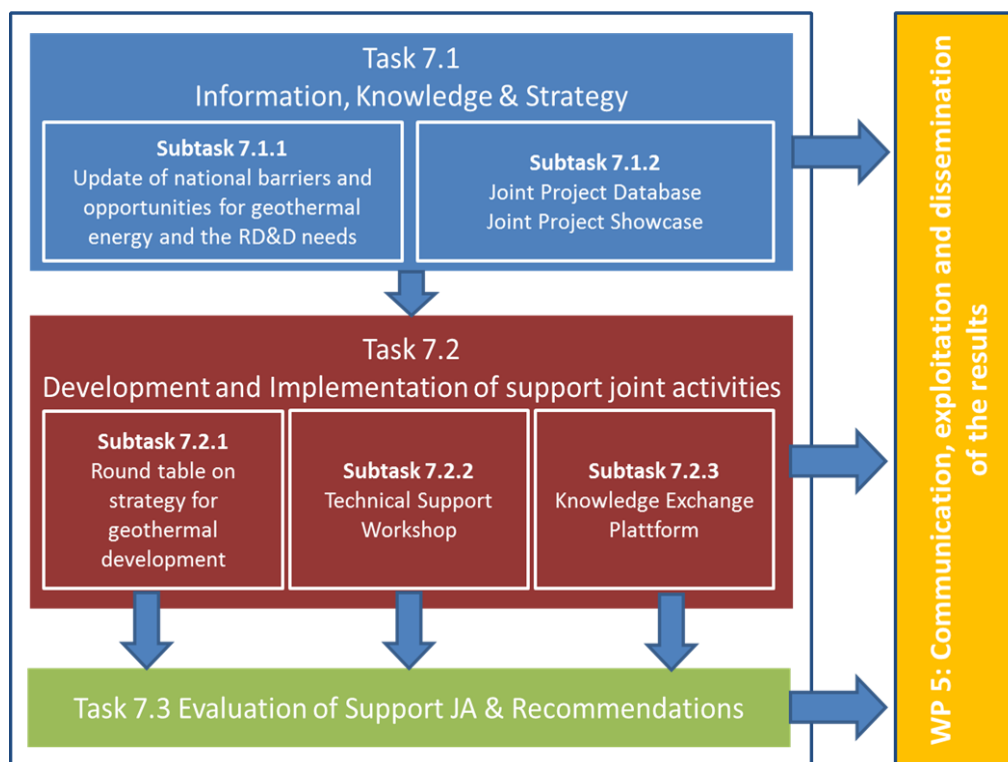 Task 7.1
Information, Knowledge & Strategy
Subtask 7.1.1
Update of national barriers and
opportunities for geothermal
energy and the RD&D needs
Subtask 7.1.2
Joint Project Database
Joint Project Showcase
Task 7.2
Development and Implementation of support joint activities
Subtask 7.2.1
Round table on
strategy for
geothermal
development
Subtask 7.2.2
Technical Support
Workshop
Subtask 7.2.3
Knowledge Exchange
Plattform
Task 7.3 Evaluation of Support JA & Recommendations
WP 5: Communication, exploitation and dissemination
of the results